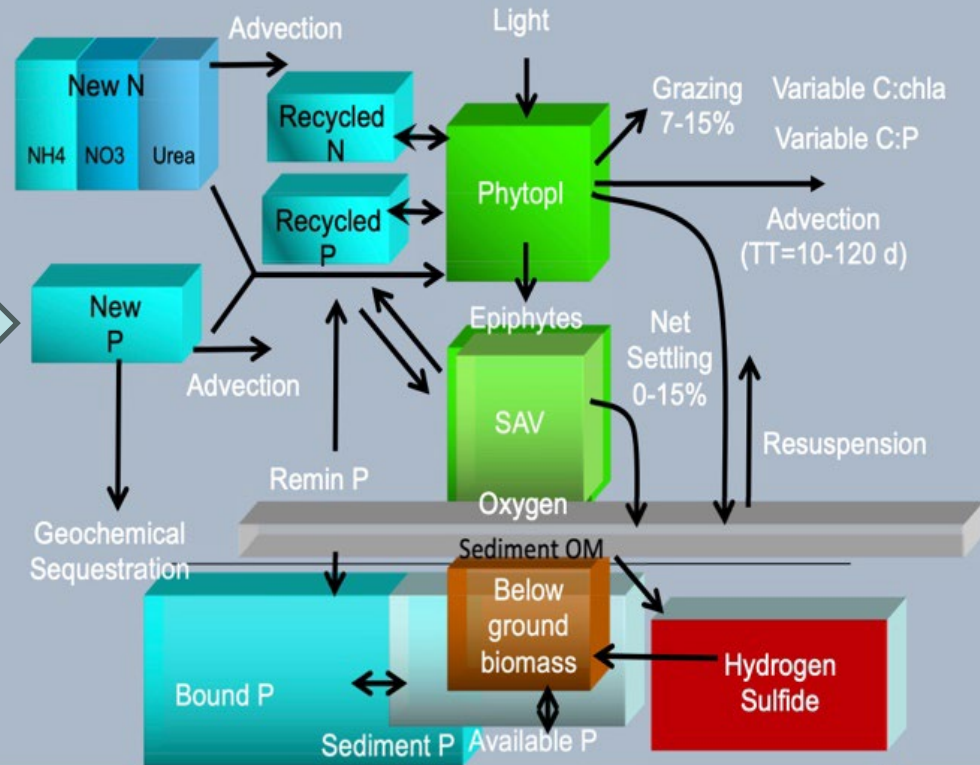 Advection
Light
New N
NH4
NO3
Urea
Recycled
N
Grazing
7-15%
Variable C:chla
Variable C:P
Phytopl
Recycled
P
Advection
(TT=10-120 d)
New
P
Advection
Epiphytes
Net
Settling
0-15%
SAV
Resuspension
Remin P
Oxygen
Geochemical
Sequestration
Sediment OM
Below
ground
biomass
Hydrogen
Sulfide
Bound P
Sediment P
Available P